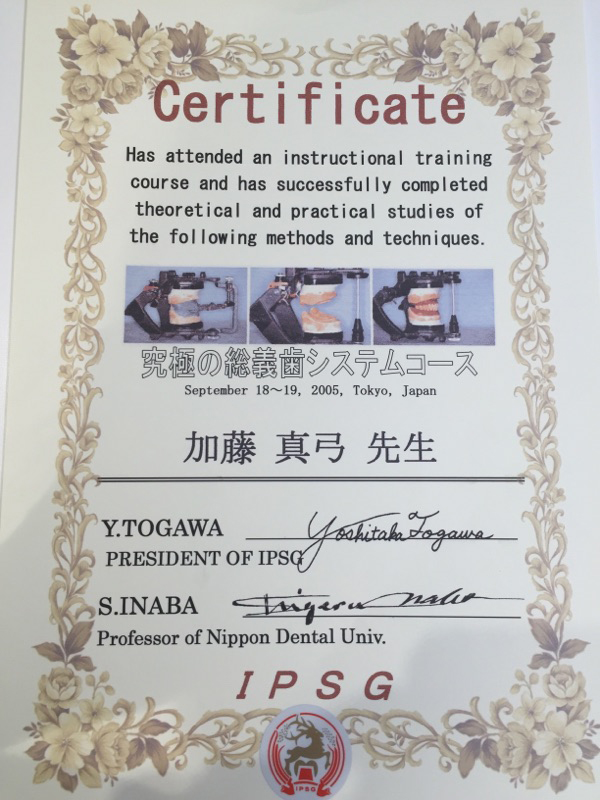 Certificate
Has attended an instructional training
course and has successfully completed
theoretical and practical studies of
the following methods and techniques.
究極の総義歯システムコース
September 18～19, 2005, Tokyo, Japan
加藤 真弓 先生
Y.TOGAWA Yoshitaka Togawa
PRESIDENT OF IPSG
S.INABA Shigeru Inaba
Professor of Nippon Dental Univ.
IPSG
IPSG